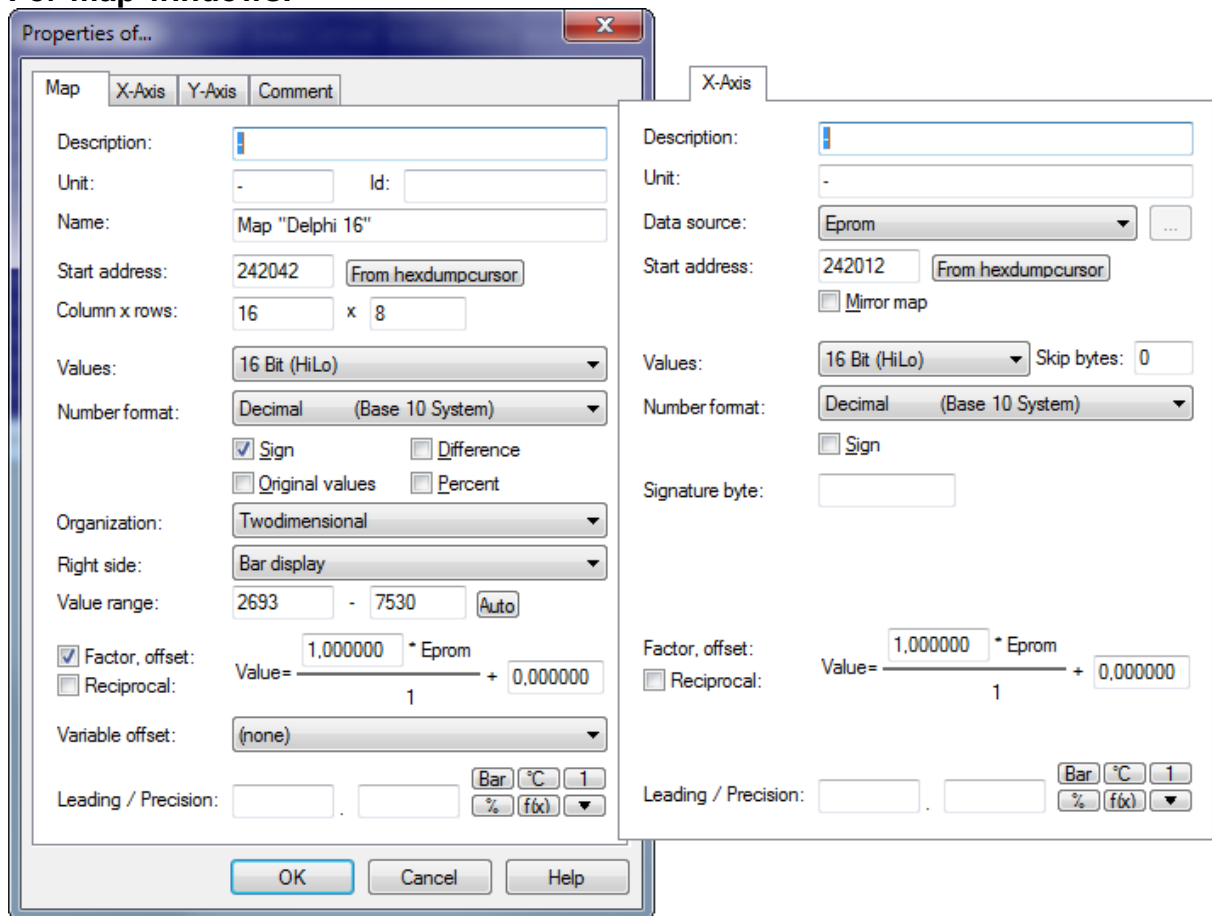 For map windows:
Properties of...
Map X-Axis Y-Axis Comment
Description: -
Unit: - Id:
Name: Map "Delphi 16"
Start address: 242042 From hexdumpcursor
Column x rows: 16 x 8
Values: 16 Bit (HiLo)
Number format: Decimal (Base 10 System)
Sign Difference
Original values Percent
Organization: Twodimensional
Right side: Bar display
Value range: 2693 - 7530 Auto
Factor, offset: Value= 1,000000 * Eprom
Reciprocal: 1 + 0,000000
Variable offset: (none)
Leading / Precision: . Bar °C 1
% f(x) ▼
OK Cancel Help
X-Axis
Description: -
Unit: -
Data source: Eprom ...
Start address: 242012 From hexdumpcursor
Mirror map
Values: 16 Bit (HiLo) Skip bytes: 0
Number format: Decimal (Base 10 System)
Sign
Signature byte:
Factor, offset: Value= 1,000000 * Eprom
Reciprocal: 1 + 0,000000
Leading / Precision: . Bar °C 1
% f(x) ▼